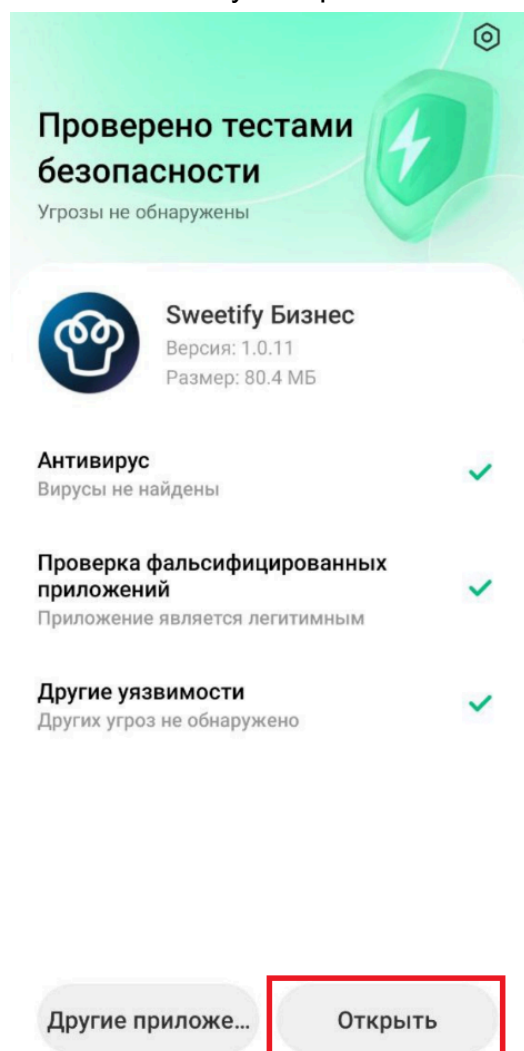 Проверено тестами
безопасности
Угрозы не обнаружены
Sweetify Бизнес
Версия: 1.0.11
Размер: 80.4 МБ
Антивирус
Вирусы не найдены
Проверка фальсифицированных
приложений
Приложение является легитимным
Другие уязвимости
Других угроз не обнаружено
Другие приложе...
Открыть